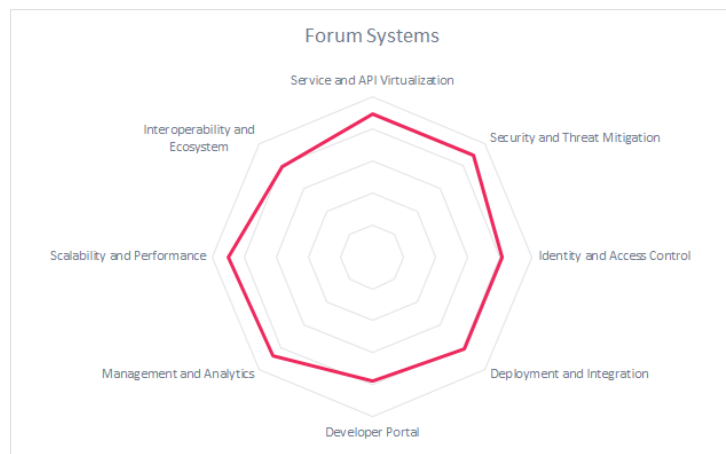 Forum Systems
Service and API Virtualization
Interoperability and
Ecosystem
Security and Threat Mitigation
Scalability and Performance
Identity and Access Control
Management and Analytics
Deployment and Integration
Developer Portal